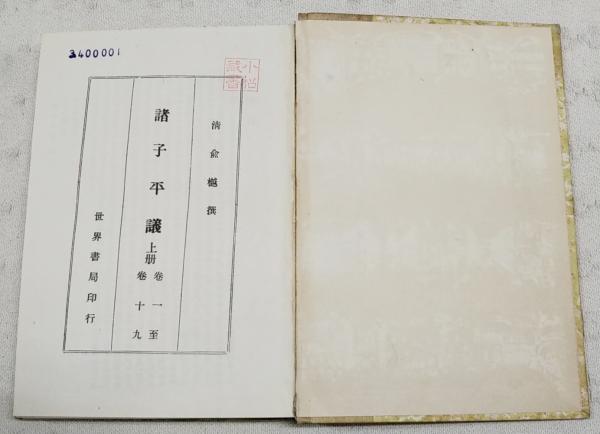 3400001
清俞樾撰
諸子平議上册卷一至卷十九
世界書局印行